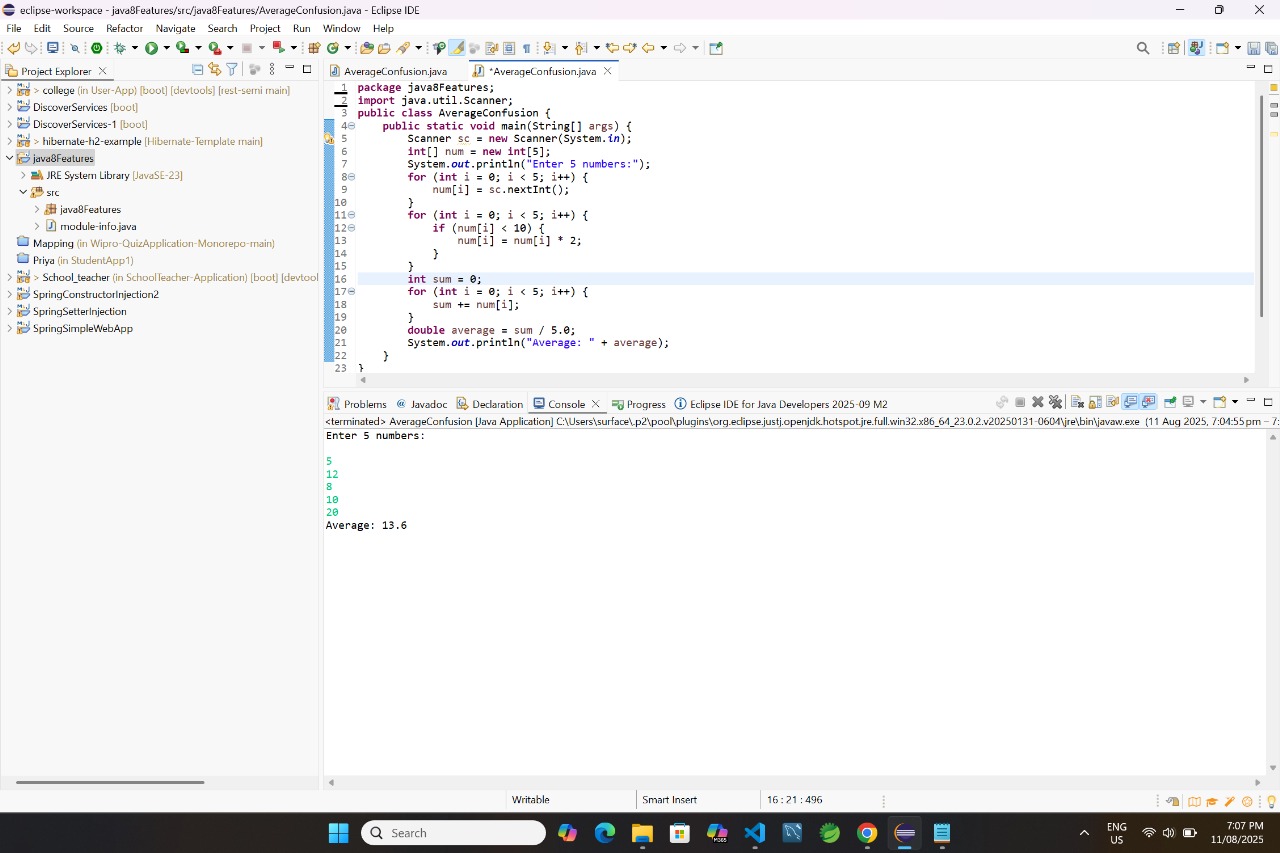 eclipse-workspace - java8Features/src/java8Features/AverageConfusion.java - Eclipse IDE
File Edit Source Refactor Navigate Search Project Run Window Help
Project Explorer
> college (in User-App) [boot] [devtools] [rest-semi main]
DiscoverServices [boot]
DiscoverServices-1 [boot]
> hibernate-h2-example [Hibernate-Template main]
java8Features
JRE System Library [JavaSE-23]
src
java8Features
module-info.java
Mapping (in Wipro-QuizApplication-Monorepo-main)
Priya (in StudentApp1)
> School_teacher (in SchoolTeacher-Application) [boot] [devtool
SpringConstructorInjection2
SpringSetterInjection
SpringSimpleWebApp
AverageConfusion.java *AverageConfusion.java
1 package java8Features;
2 import java.util.Scanner;
3 public class AverageConfusion {
4 public static void main(String[] args) {
5 Scanner sc = new Scanner(System.in);
6 int[] num = new int[5];
7 System.out.println("Enter 5 numbers:");
8 for (int i = 0; i < 5; i++) {
9 num[i] = sc.nextInt();
10 }
11 for (int i = 0; i < 5; i++) {
12 if (num[i] < 10) {
13 num[i] = num[i] * 2;
14 }
15 }
16 int sum = 0;
17 for (int i = 0; i < 5; i++) {
18 sum += num[i];
19 }
20 double average = sum / 5.0;
21 System.out.println("Average: " + average);
22 }
23 }
Problems Javadoc Declaration Console Progress Eclipse IDE for Java Developers 2025-09 M2
<terminated> AverageConfusion [Java Application] C:\Users\surface\.p2\pool\plugins\org.eclipse.justj.openjdk.hotspot.jre.full.win32.x86_64_23.0.2.v20250131-0604\jre\bin\javaw.exe (11 Aug 2025, 7:04:55 pm – 7:
Enter 5 numbers:
5
12
8
10
20
Average: 13.6
Writable Smart Insert 16 : 21 : 496
Search
M365
ENG
US
7:07 PM
11/08/2025